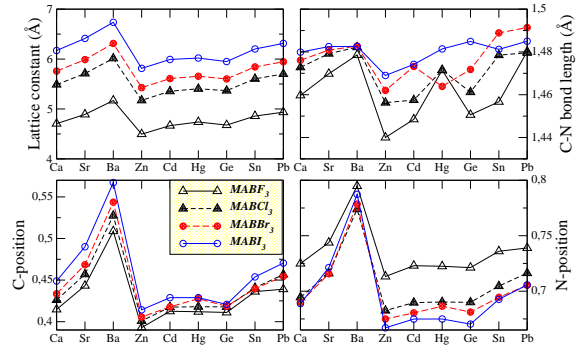 7
6
5
4
Lattice constant (Å)
Ca Sr Ba Zn Cd Hg Ge Sn Pb
1,5
1,48
1,46
1,44
C-N bond length (Å)
Ca Sr Ba Zn Cd Hg Ge Sn Pb
0,55
0,5
0,45
0,4
C-position
MABF₃
MABCl₃
MABBr₃
MABI₃
Ca Sr Ba Zn Cd Hg Ge Sn Pb
0,8
0,75
0,7
N-position
Ca Sr Ba Zn Cd Hg Ge Sn Pb